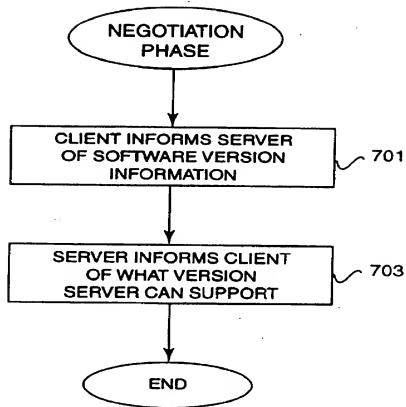 NEGOTIATION
PHASE
CLIENT INFORMS SERVER
OF SOFTWARE VERSION
INFORMATION
701
SERVER INFORMS CLIENT
OF WHAT VERSION
SERVER CAN SUPPORT
703
END